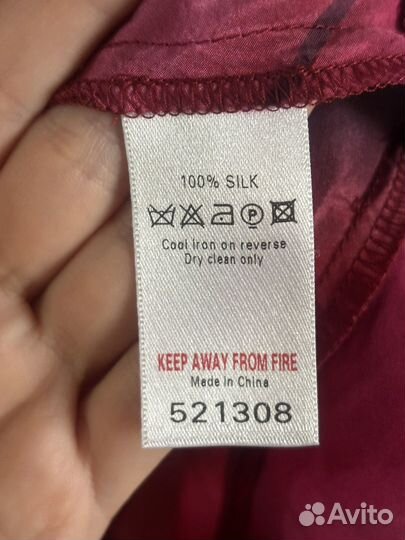 100% SILK
P
Cool iron on reverse
Dry clean only
KEEP AWAY FROM FIRE
Made in China
521308
Avito